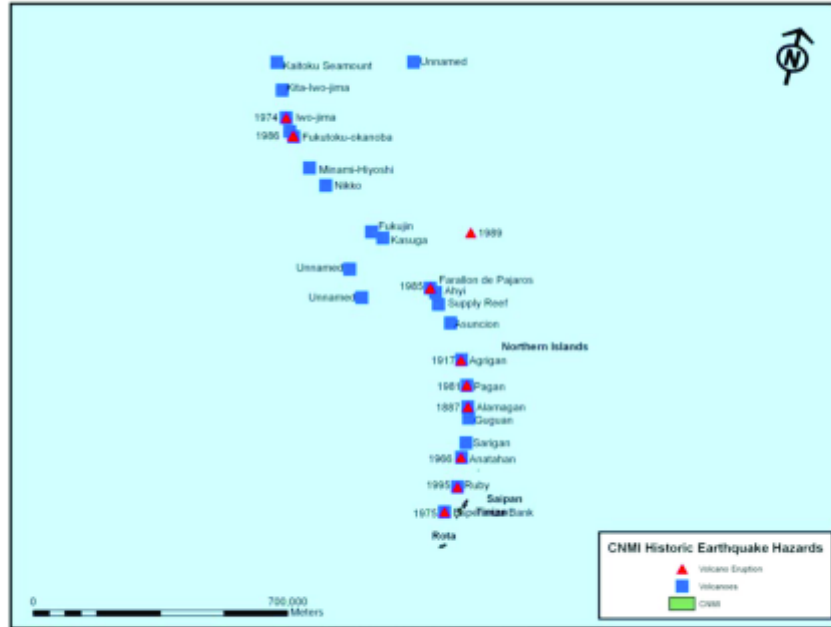 Kaitoku Seamount
Unnamed
Kita-Iwo-jima
1974 Iwo-jima
1986 Fukutoku-okanoba
Minami-Hiyoshi
Nikko
Fukujin
1989
Kasuga
Unnamed
Farallon de Pajaros
1985
Ahyi
Unnamed
Supply Reef
Asuncion
Northern Islands
1917 Agrigan
1981 Pagan
1887 Alamagan
Guguan
Sarigan
1966 Anatahan
1995 Ruby
Saipan
1975
Tinian
Bank
Rota
N
CNMI Historic Earthquake Hazards
Volcano Eruption
Volcanoes
CNMI
0 700,000
Meters